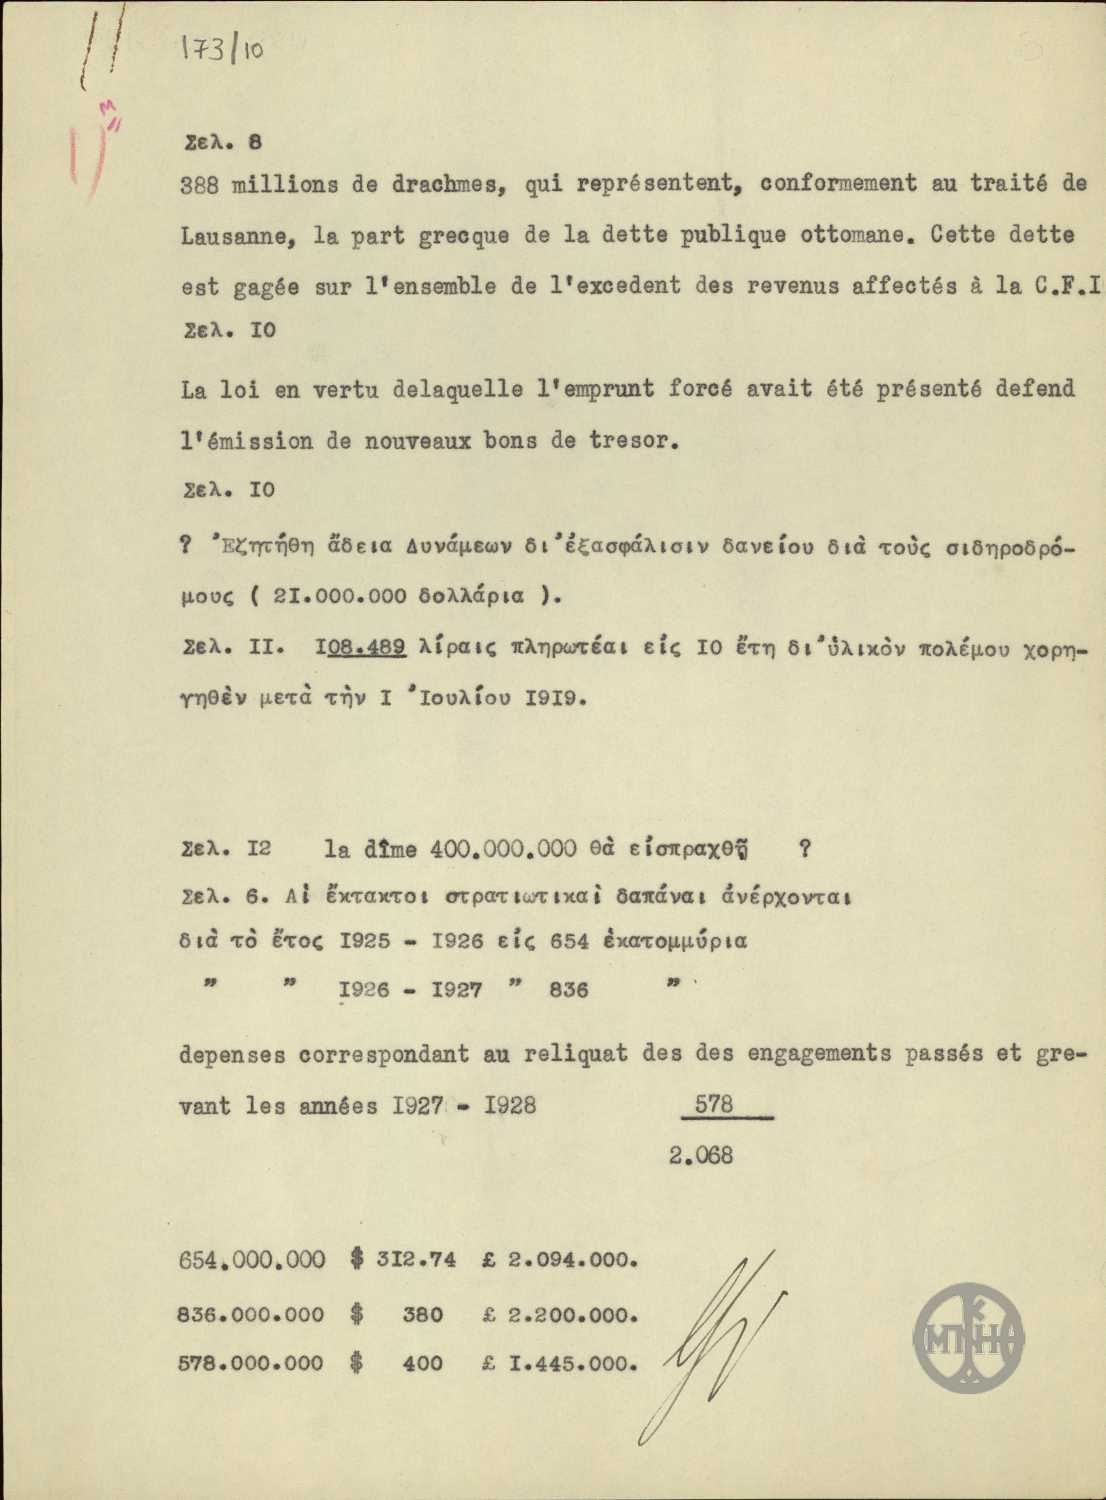 173/10
Σελ. 8
388 millions de drachmes, qui représentent, conformement au traité de
Lausanne, la part grecque de la dette publique ottomane. Cette dette
est gagée sur l'ensemble de l'excedent des revenus affectés à la C.F.I
Σελ. IO
La loi en vertu delaquelle l'emprunt forcé avait été présenté defend
l'émission de nouveaux bons de tresor.
Σελ. IO
? Ἐζητήθη ἄδεια Δυνάμεων δι'ἐξασφάλισιν δανείου διὰ τοὺς σιδηροδρό-
μους ( 2I.000.000 δολλάρια ).
Σελ. II. I08.489 λίραις πληρωτέαι εἰς IO ἔτη δι'ὑλικὸν πολέμου χορη-
γηθὲν μετὰ τὴν I Ἰουλίου I9I9.
Σελ. I2 la dîme 400.000.000 θὰ εἰσπραχθῇ ?
Σελ. 6. Αἱ ἔκτακτοι στρατιωτικαὶ δαπάναι ἀνέρχονται
διὰ τὸ ἔτος I925 - I926 εἰς 654 ἑκατομμύρια
" " I926 - I927 " 836 "
depenses correspondant au reliquat des des engagements passés et gre-
vant les années I927 - I928 578
2.068
654.000.000 $ 3I2.74 £ 2.094.000.
836.000.000 $ 380 £ 2.200.000.
578.000.000 $ 400 £ I.445.000.
ΜΠΗ